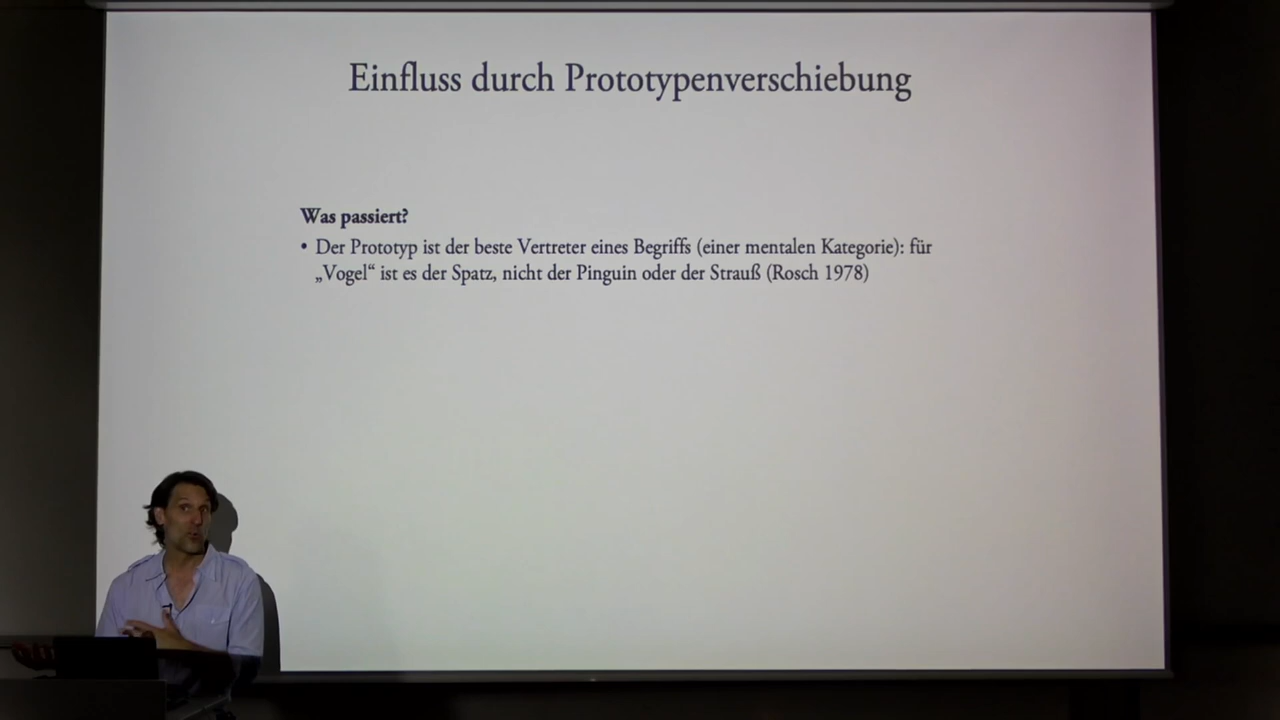 Einfluss durch Prototypenverschiebung
Was passiert?
• Der Prototyp ist der beste Vertreter eines Begriffs (einer mentalen Kategorie): für
„Vogel“ ist es der Spatz, nicht der Pinguin oder der Strauß (Rosch 1978)